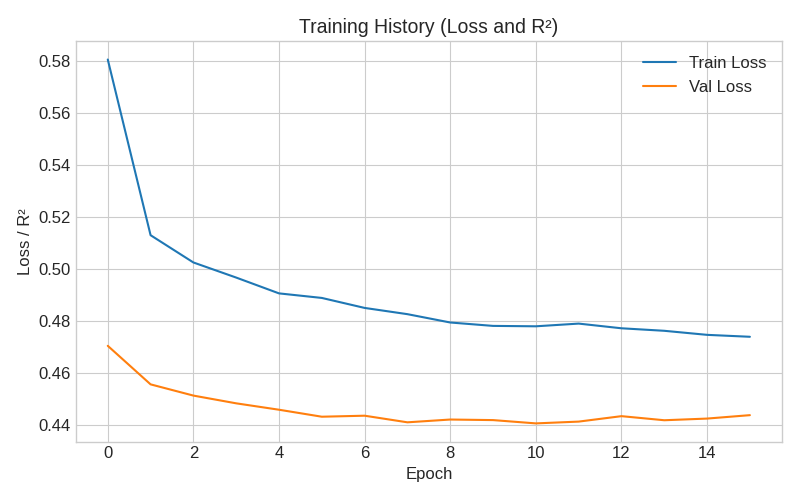 Training History (Loss and R²)
Train Loss
Val Loss
Loss / R²
0.58
0.56
0.54
0.52
0.50
0.48
0.46
0.44
0 2 4 6 8 10 12 14
Epoch